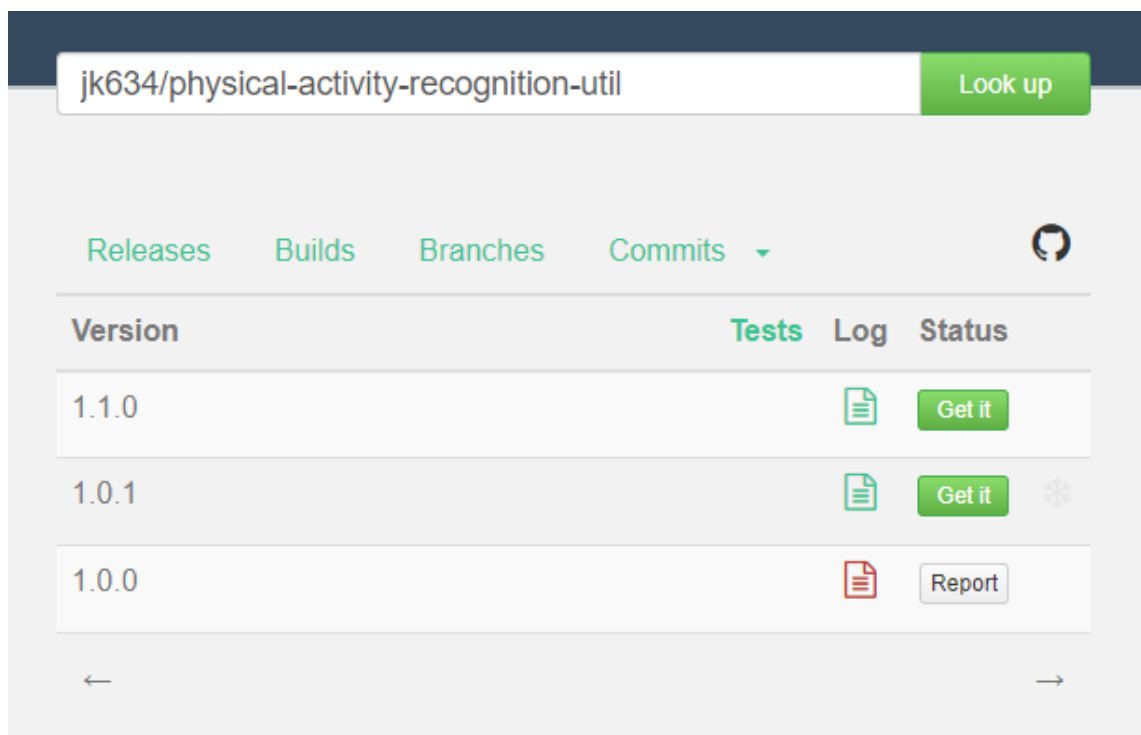 jk634/physical-activity-recognition-util Look up
Releases Builds Branches Commits
Version Tests Log Status
1.1.0 Get it
1.0.1 Get it
1.0.0 Report
← →